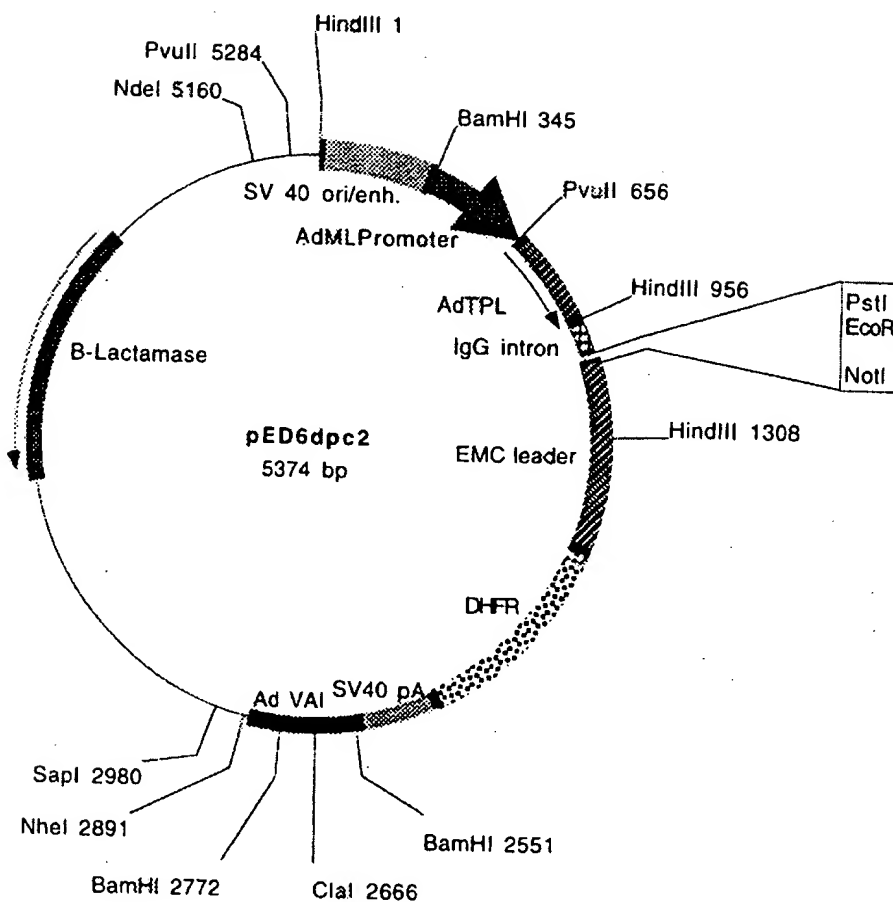 HindIII 1
PvuII 5284
NdeI 5160
BamHI 345
SV 40 ori/enh.
PvuII 656
AdMLPromoter
HindIII 956
AdTPL
PstI
EcoR
IgG intron
B-Lactamase
NotI
pED6dpc2
HindIII 1308
EMC leader
5374 bp
DHFR
SV40 pA
Ad VAI
SapI 2980
NheI 2891
BamHI 2551
BamHI 2772
ClaI 2666